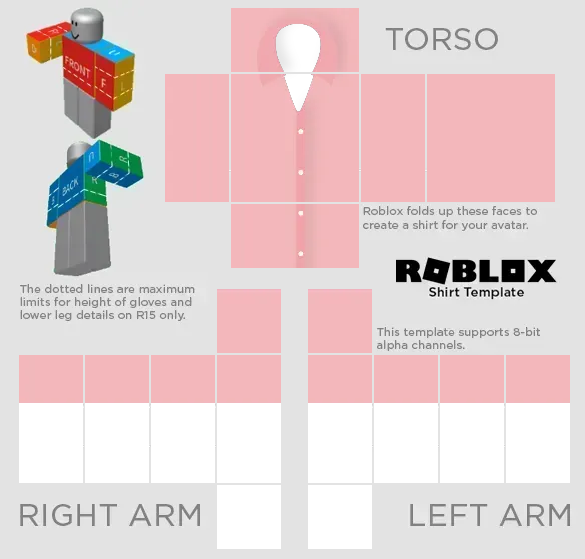 TORSO
FRONT
F
L
U
BACK
R
B
Roblox folds up these faces to
create a shirt for your avatar.
ROBLOX
Shirt Template
The dotted lines are maximum
limits for height of gloves and
lower leg details on R15 only.
This template supports 8-bit
alpha channels.
RIGHT ARM
LEFT ARM